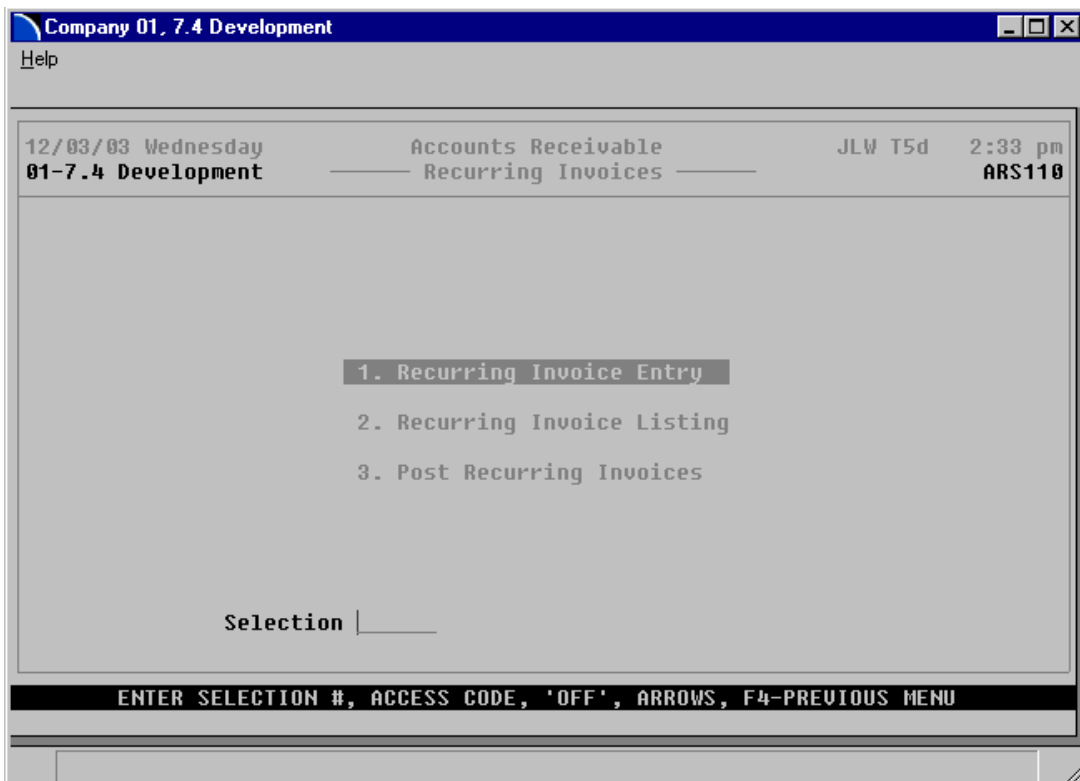 Company 01, 7.4 Development
Help
12/03/03 Wednesday Accounts Receivable JLW T5d 2:33 pm
01-7.4 Development Recurring Invoices ARS110
1. Recurring Invoice Entry
2. Recurring Invoice Listing
3. Post Recurring Invoices
Selection
ENTER SELECTION #, ACCESS CODE, 'OFF', ARROWS, F4-PREVIOUS MENU